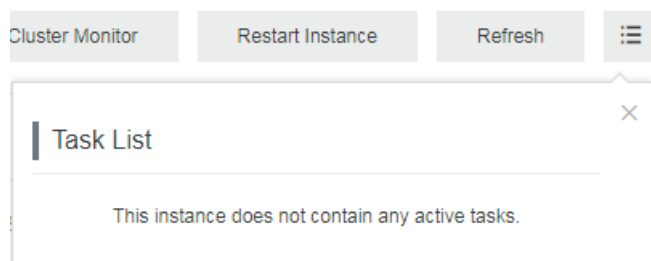 Cluster Monitor Restart Instance Refresh
Task List
This instance does not contain any active tasks.